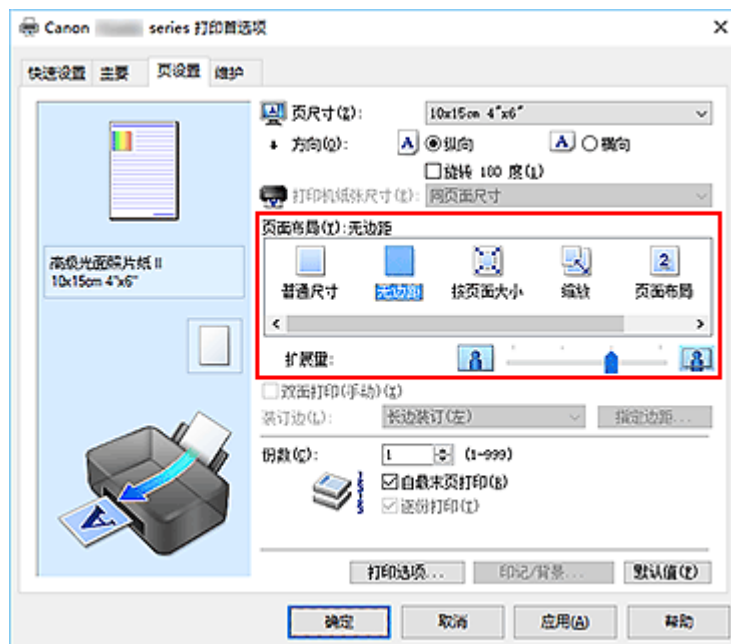 Canon series 打印首选项
快速设置 主要 页设置 维护
页尺寸(Z): 10x15cm 4"x6"
方向(O): A 纵向 A 横向
旋转 180 度(L)
打印机纸张尺寸(E): 同页面尺寸
页面布局(Y):无边距
普通尺寸 无边距 按页面大小 缩放 页面布局
扩展量:
高级光面照片纸 II
10x15cm 4"x6"
双面打印(手动)(X)
装订边(L): 长边装订(左) 指定边距...
份数(C): 1 (1-999)
自最末页打印(R)
逐份打印(T)
打印选项... 印记/背景... 默认值(F)
确定 取消 应用(A) 帮助